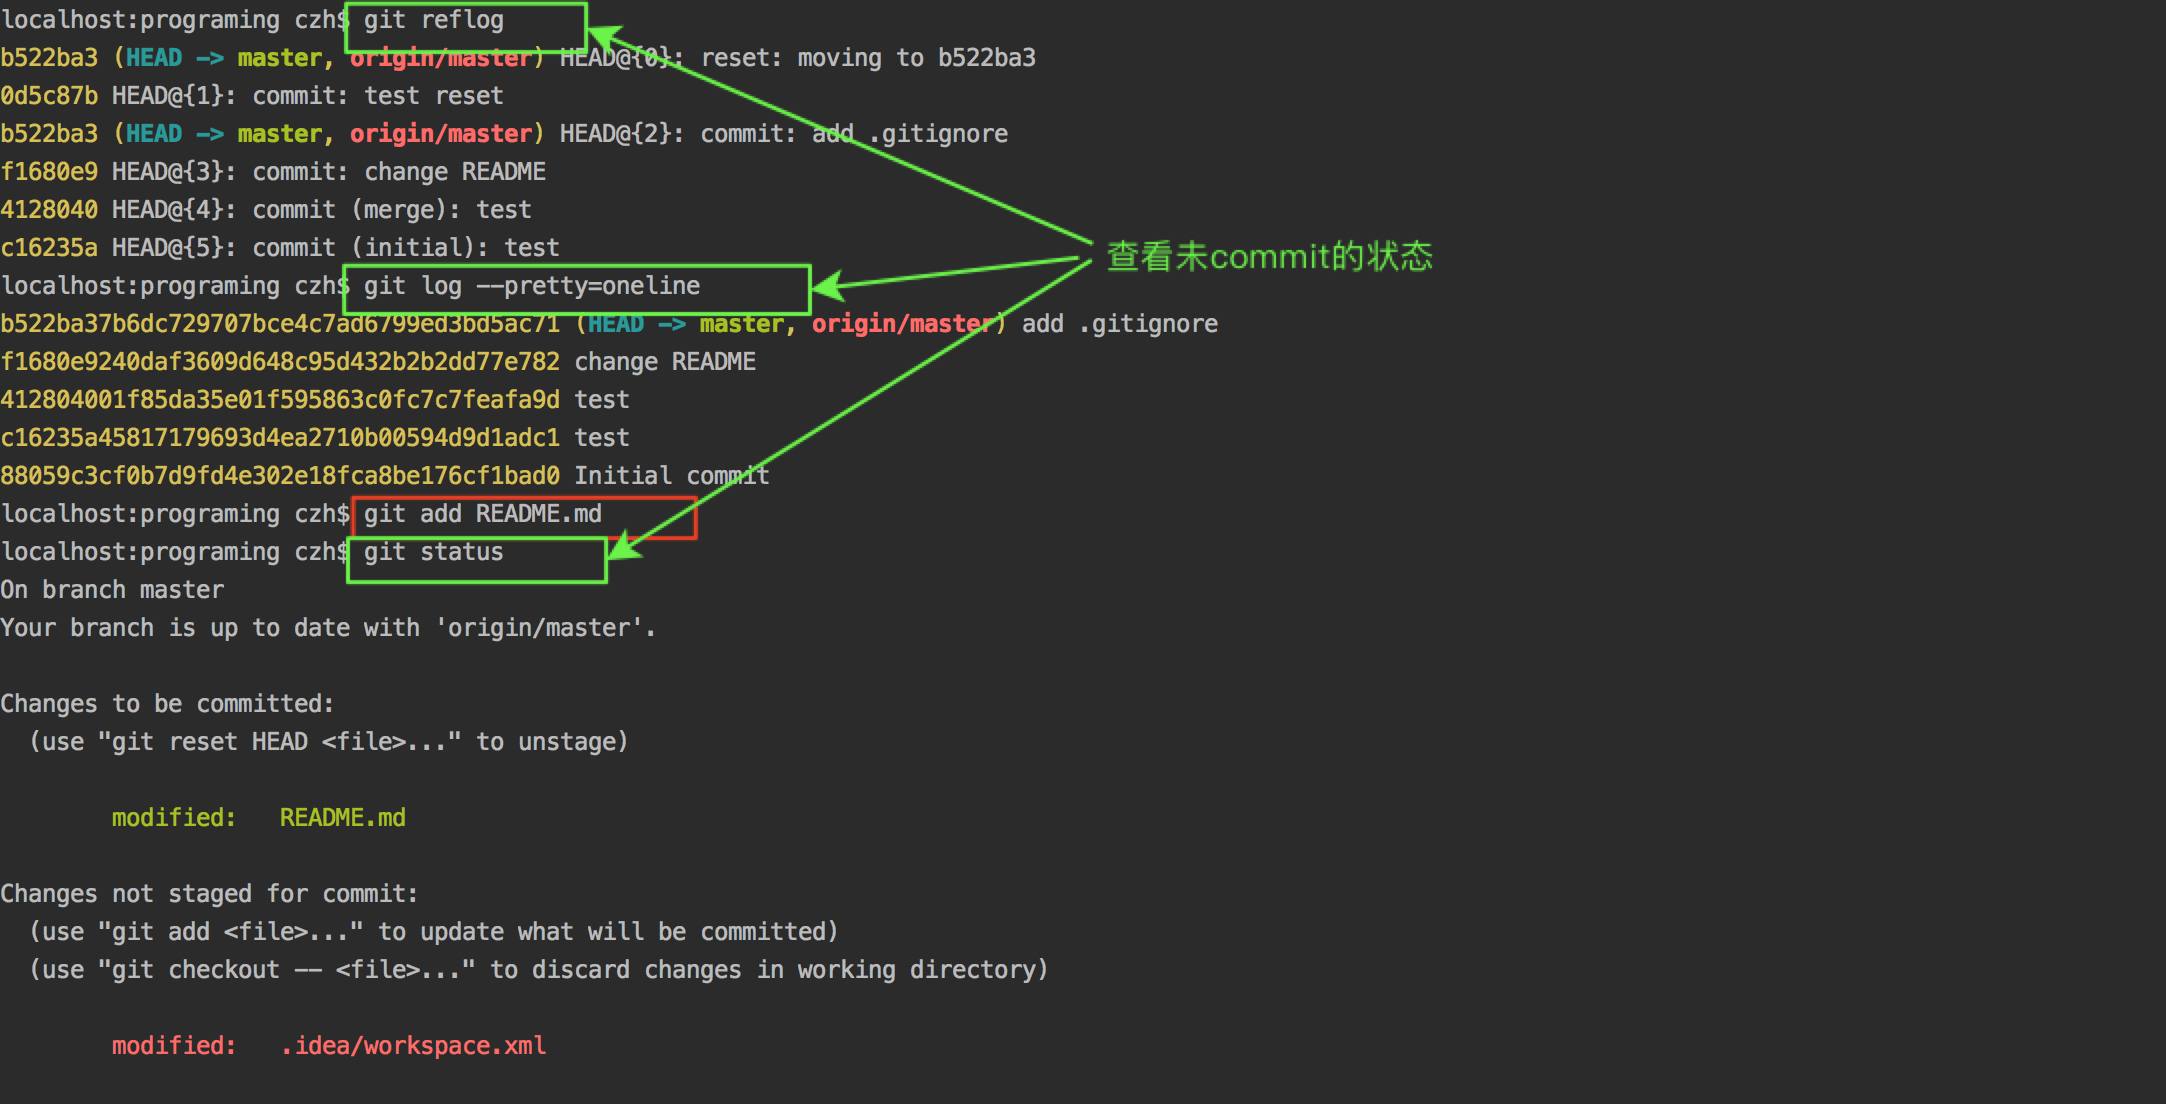 localhost:programing czh$ git reflog
b522ba3 (HEAD -> master, origin/master) HEAD@{0}: reset: moving to b522ba3
0d5c87b HEAD@{1}: commit: test reset
b522ba3 (HEAD -> master, origin/master) HEAD@{2}: commit: add .gitignore
f1680e9 HEAD@{3}: commit: change README
4128040 HEAD@{4}: commit (merge): test
c16235a HEAD@{5}: commit (initial): test
查看未commit的状态
localhost:programing czh$ git log --pretty=oneline
b522ba37b6dc729707bce4c7ad6799ed3bd5ac71 (HEAD -> master, origin/master) add .gitignore
f1680e9240daf3609d648c95d432b2b2dd77e782 change README
412804001f85da35e01f595863c0fc7c7feafa9d test
c16235a45817179693d4ea2710b00594d9d1adc1 test
88059c3cf0b7d9fd4e302e18fca8be176cf1bad0 Initial commit
localhost:programing czh$ git add README.md
localhost:programing czh$ git status
On branch master
Your branch is up to date with 'origin/master'.
Changes to be committed:
(use "git reset HEAD <file>..." to unstage)
modified: README.md
Changes not staged for commit:
(use "git add <file>..." to update what will be committed)
(use "git checkout -- <file>..." to discard changes in working directory)
modified: .idea/workspace.xml